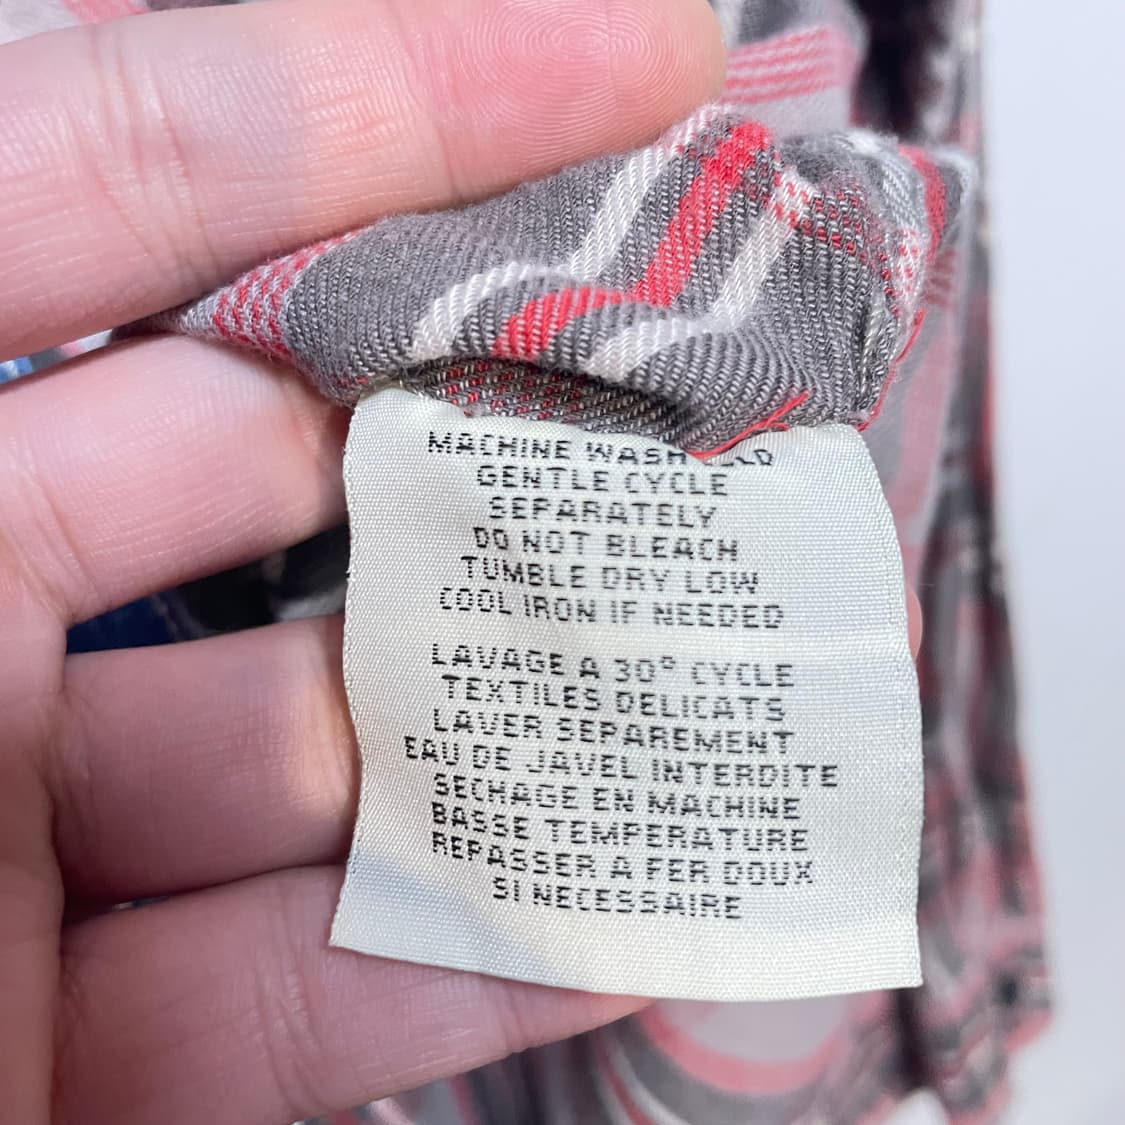 MACHINE WASH
GENTLE CYCLE
SEPARATELY
DO NOT BLEACH
TUMBLE DRY LOW
COOL IRON IF NEEDED
LAVAGE A 30° CYCLE
TEXTILES DELICATS
LAVER SEPAREMENT
EAU DE JAVEL INTERDITE
SECHAGE EN MACHINE
BASSE TEMPERATURE
REPASSER A FER DOUX
SI NECESSAIRE